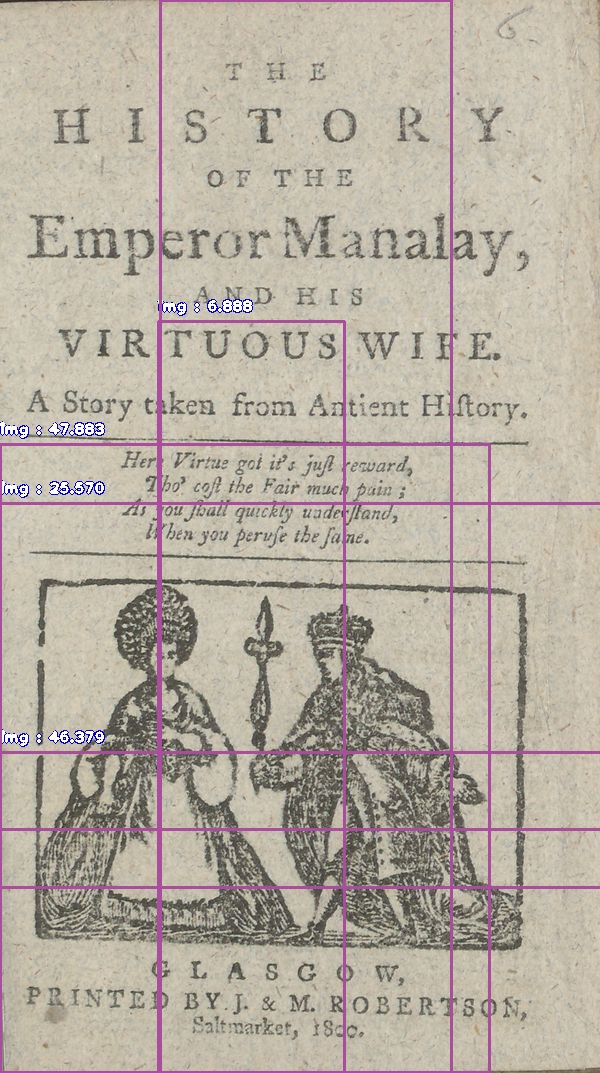 6
THE
HISTORY
OF THE
Emperor Manalay,
AND HIS
VIRTUOUS WIFE.
A Story taken from Antient Hiſtory.
Here Virtue got it's juſt reward,
Tho' coſt the Fair much pain ;
As you ſhall quickly underſtand,
When you peruſe the ſame.
GLASGOW,
PRINTED BY J. & M. ROBERTSON,
Saltmarket, 1800.
img : 6.888
img : 47.883
img : 25.570
img : 46.379